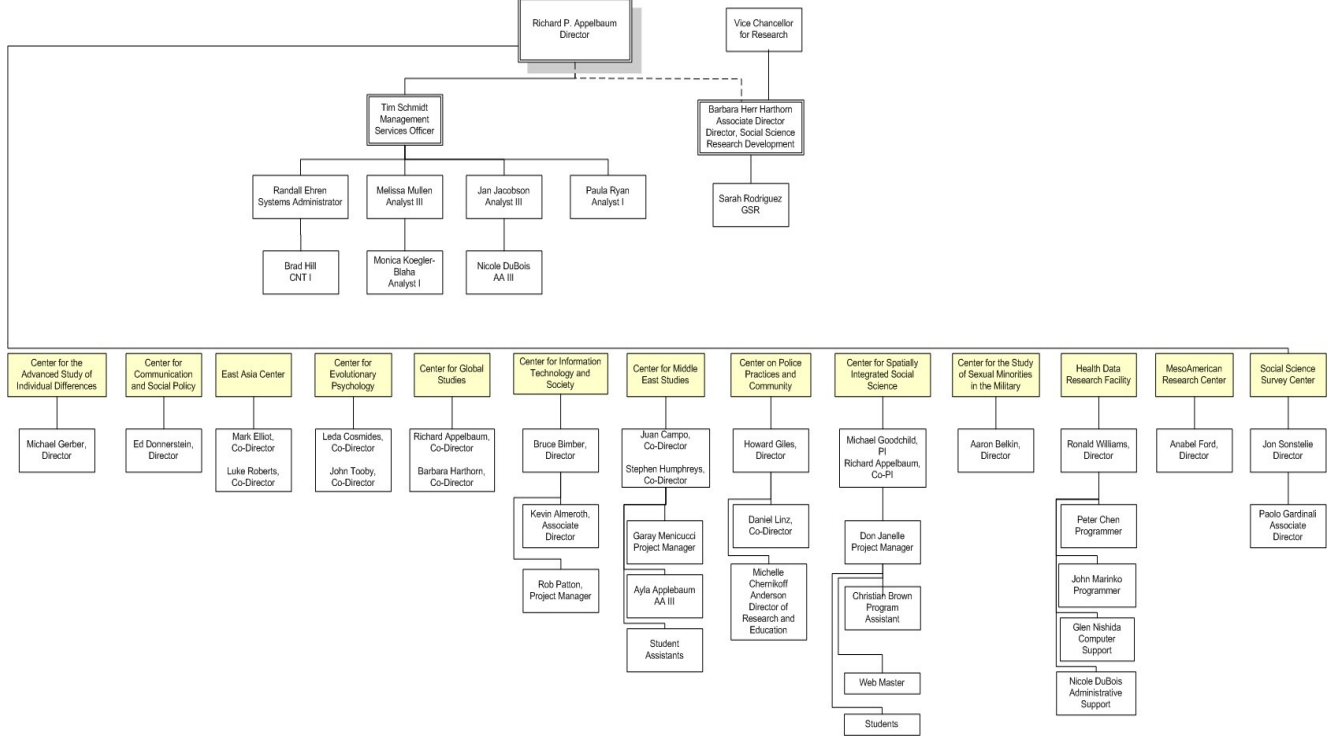 Richard P. Appelbaum
Director
Vice Chancellor
for Research
Tim Schmidt
Management
Services Officer
Barbara Herr Harthorn
Associate Director
Director, Social Science
Research Development
Randall Ehren
Systems Administrator
Melissa Mullen
Analyst III
Jan Jacobson
Analyst III
Paula Ryan
Analyst I
Sarah Rodriguez
GSR
Brad Hill
CNT I
Monica Koegler-
Blaha
Analyst I
Nicole DuBois
AA III
Center for the
Advanced Study of
Individual Differences
Center for
Communication
and Social Policy
East Asia Center
Center for
Evolutionary
Psychology
Center for Global
Studies
Center for Information
Technology and
Society
Center for Middle
East Studies
Center on Police
Practices and
Community
Center for Spatially
Integrated Social
Science
Center for the Study
of Sexual Minorities
in the Military
Health Data
Research Facility
MesoAmerican
Research Center
Social Science
Survey Center
Michael Gerber,
Director
Ed Donnerstein,
Director
Mark Elliot,
Co-Director
Luke Roberts,
Co-Director
Leda Cosmides,
Co-Director
John Tooby,
Co-Director
Richard Appelbaum,
Co-Director
Barbara Harthorn,
Co-Director
Bruce Bimber,
Director
Juan Campo,
Co-Director
Stephen Humphreys,
Co-Director
Howard Giles,
Director
Michael Goodchild,
PI
Richard Appelbaum,
Co-PI
Aaron Belkin,
Director
Ronald Williams,
Director
Anabel Ford,
Director
Jon Sonstelie
Director
Kevin Almeroth,
Associate
Director
Garay Menicucci
Project Manager
Daniel Linz,
Co-Director
Don Janelle
Project Manager
Peter Chen
Programmer
Paolo Gardinali
Associate
Director
Rob Patton,
Project Manager
Ayla Applebaum
AA III
Michelle
Chernikoff
Anderson
Director of
Research and
Education
Christian Brown
Program
Assistant
John Marinko
Programmer
Student
Assistants
Glen Nishida
Computer
Support
Web Master
Nicole DuBois
Administrative
Support
Students